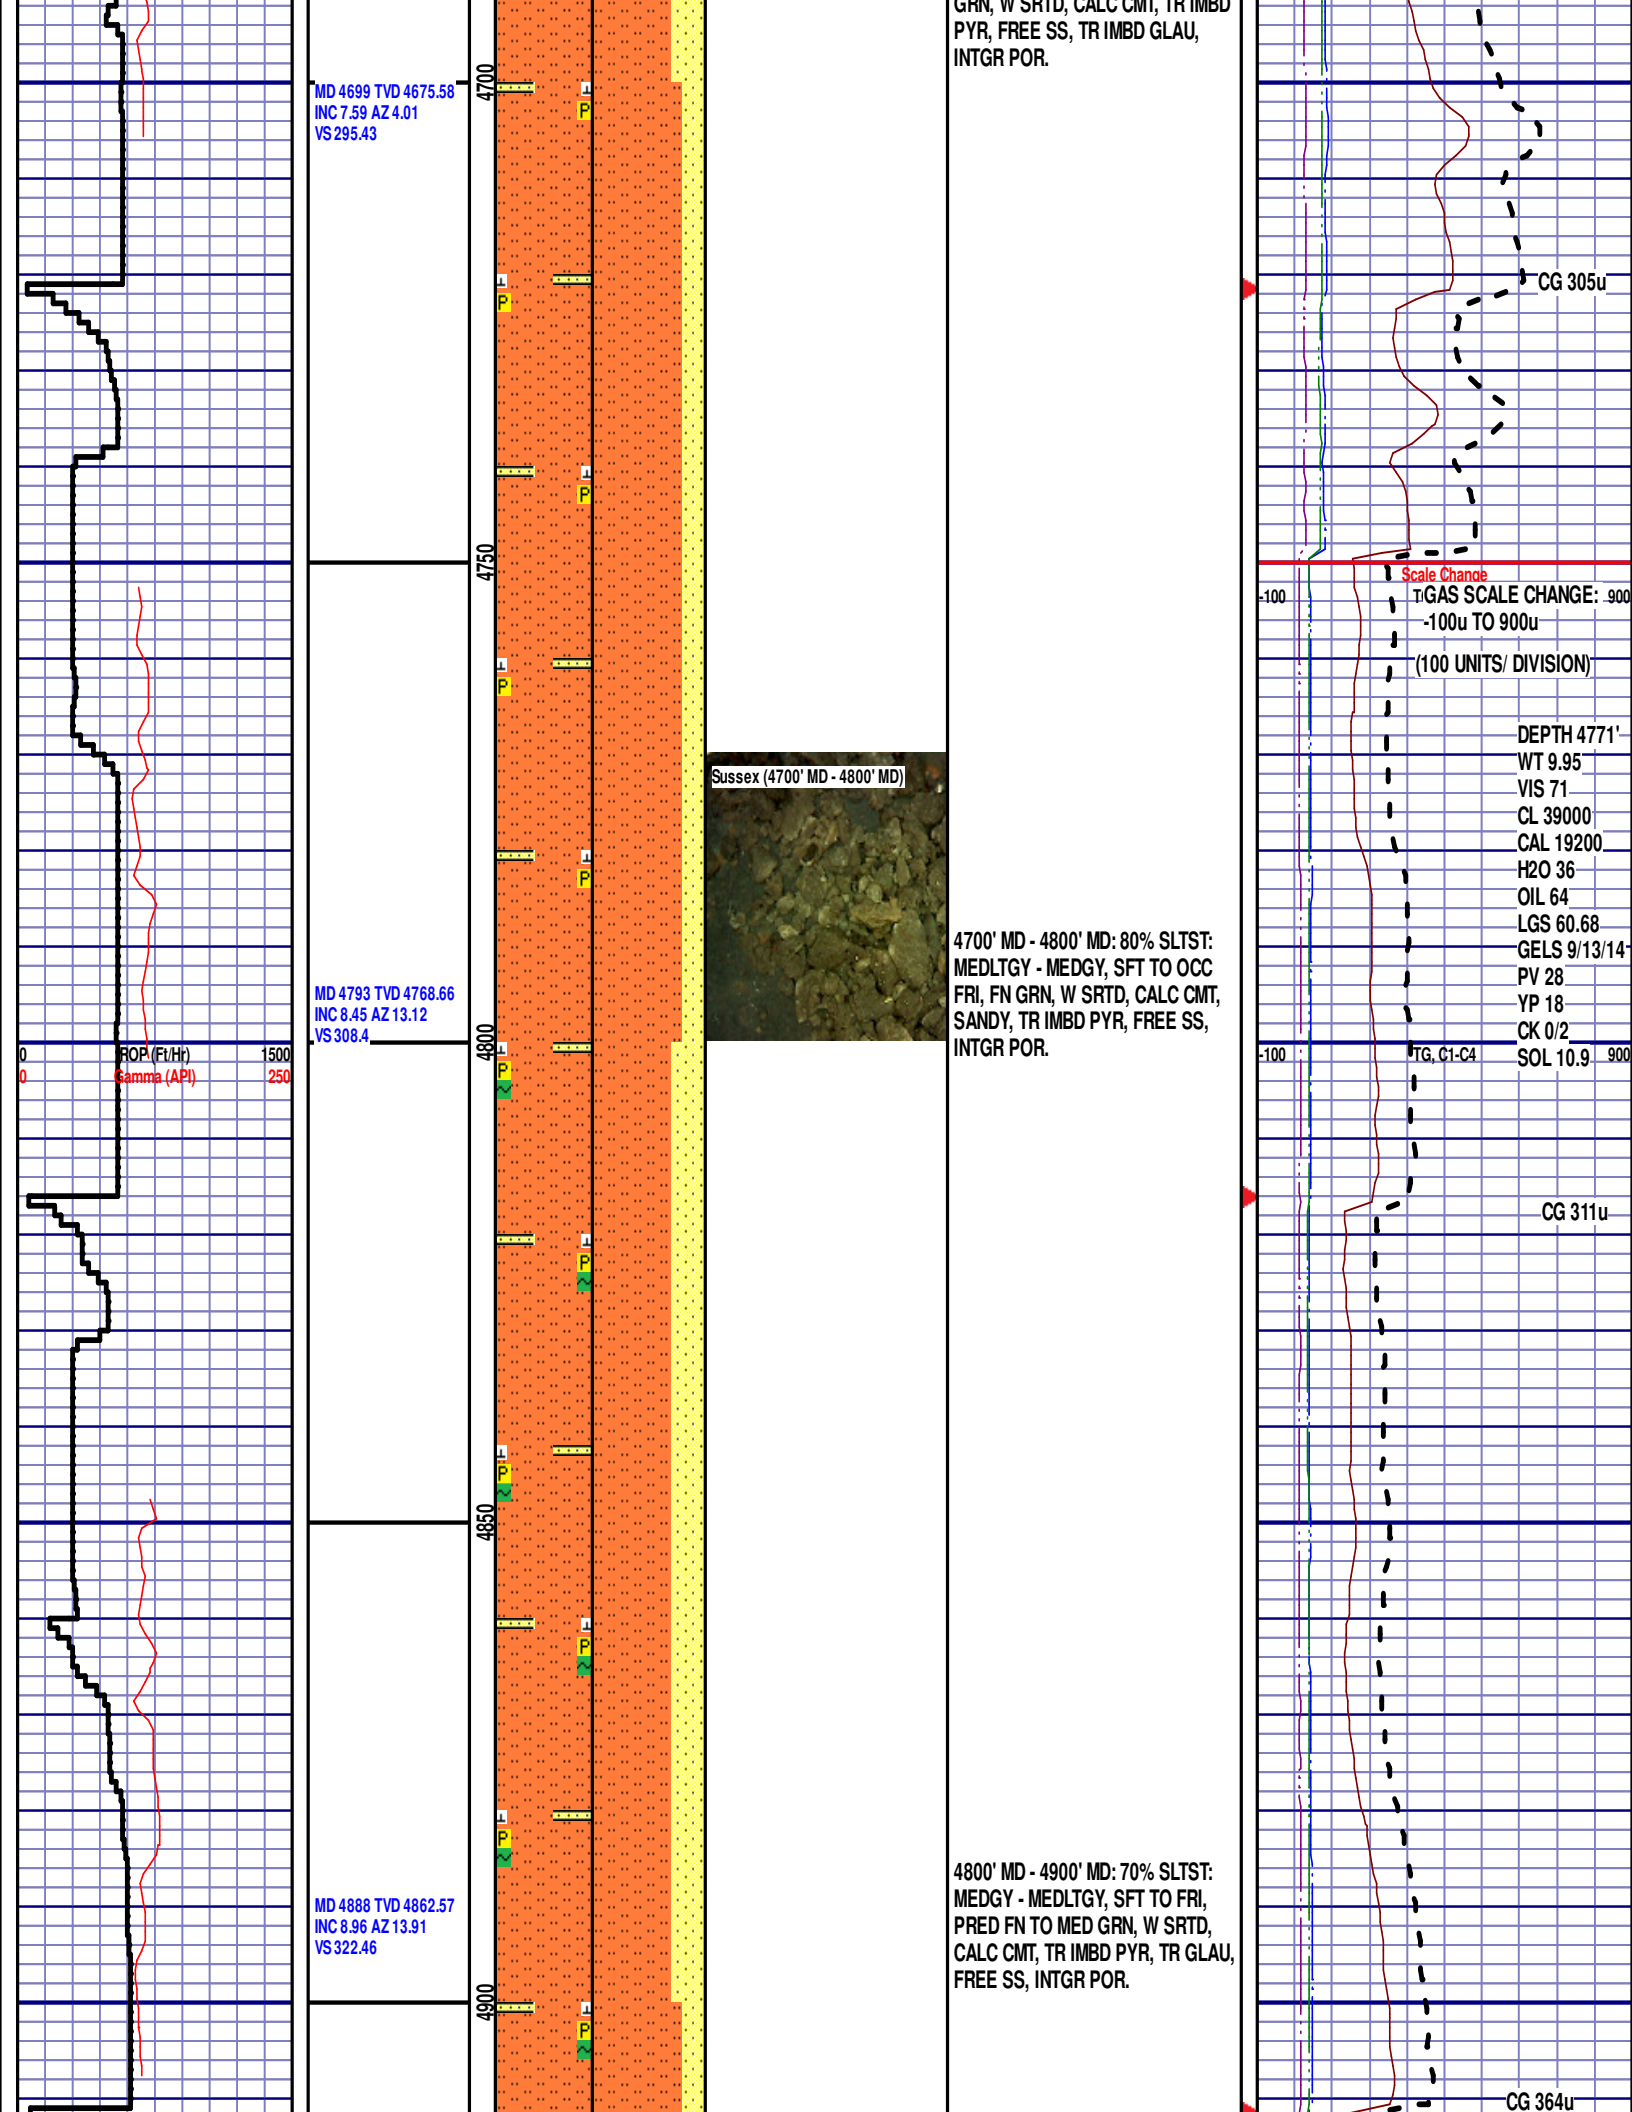 GRN, W SRTD, CALC CMT, TR IMBD
PYR, FREE SS, TR IMBD GLAU,
INTGR POR.
4700
MD 4699 TVD 4675.58
INC 7.59 AZ 4.01
VS 295.43
P
CG 305u
P
P
4750
Scale Change
-100
GAS SCALE CHANGE:
900
-100u TO 900u
(100 UNITS/ DIVISION)
P
DEPTH 4771'
WT 9.95
VIS 71
CL 39000
CAL 19200
H2O 36
OIL 64
LGS 60.68
GELS 9/13/14
PV 28
YP 18
CK 0/2
SOL 10.9
Sussex (4700' MD - 4800' MD)
P
4700' MD - 4800' MD: 80% SLTST:
MEDLTGY - MEDGY, SFT TO OCC
FRI, FN GRN, W SRTD, CALC CMT,
SANDY, TR IMBD PYR, FREE SS,
INTGR POR.
MD 4793 TVD 4768.66
INC 8.45 AZ 13.12
VS 308.4
4800
0 ROP (Ft/Hr) 1500
0 Gamma (API) 250
-100 TG, C1-C4 900
P
CG 311u
P
P
4850
P
P
4800' MD - 4900' MD: 70% SLTST:
MEDGY - MEDLTGY, SFT TO FRI,
PRED FN TO MED GRN, W SRTD,
CALC CMT, TR IMBD PYR, TR GLAU,
FREE SS, INTGR POR.
MD 4888 TVD 4862.57
INC 8.96 AZ 13.91
VS 322.46
4900
P
CG 364u